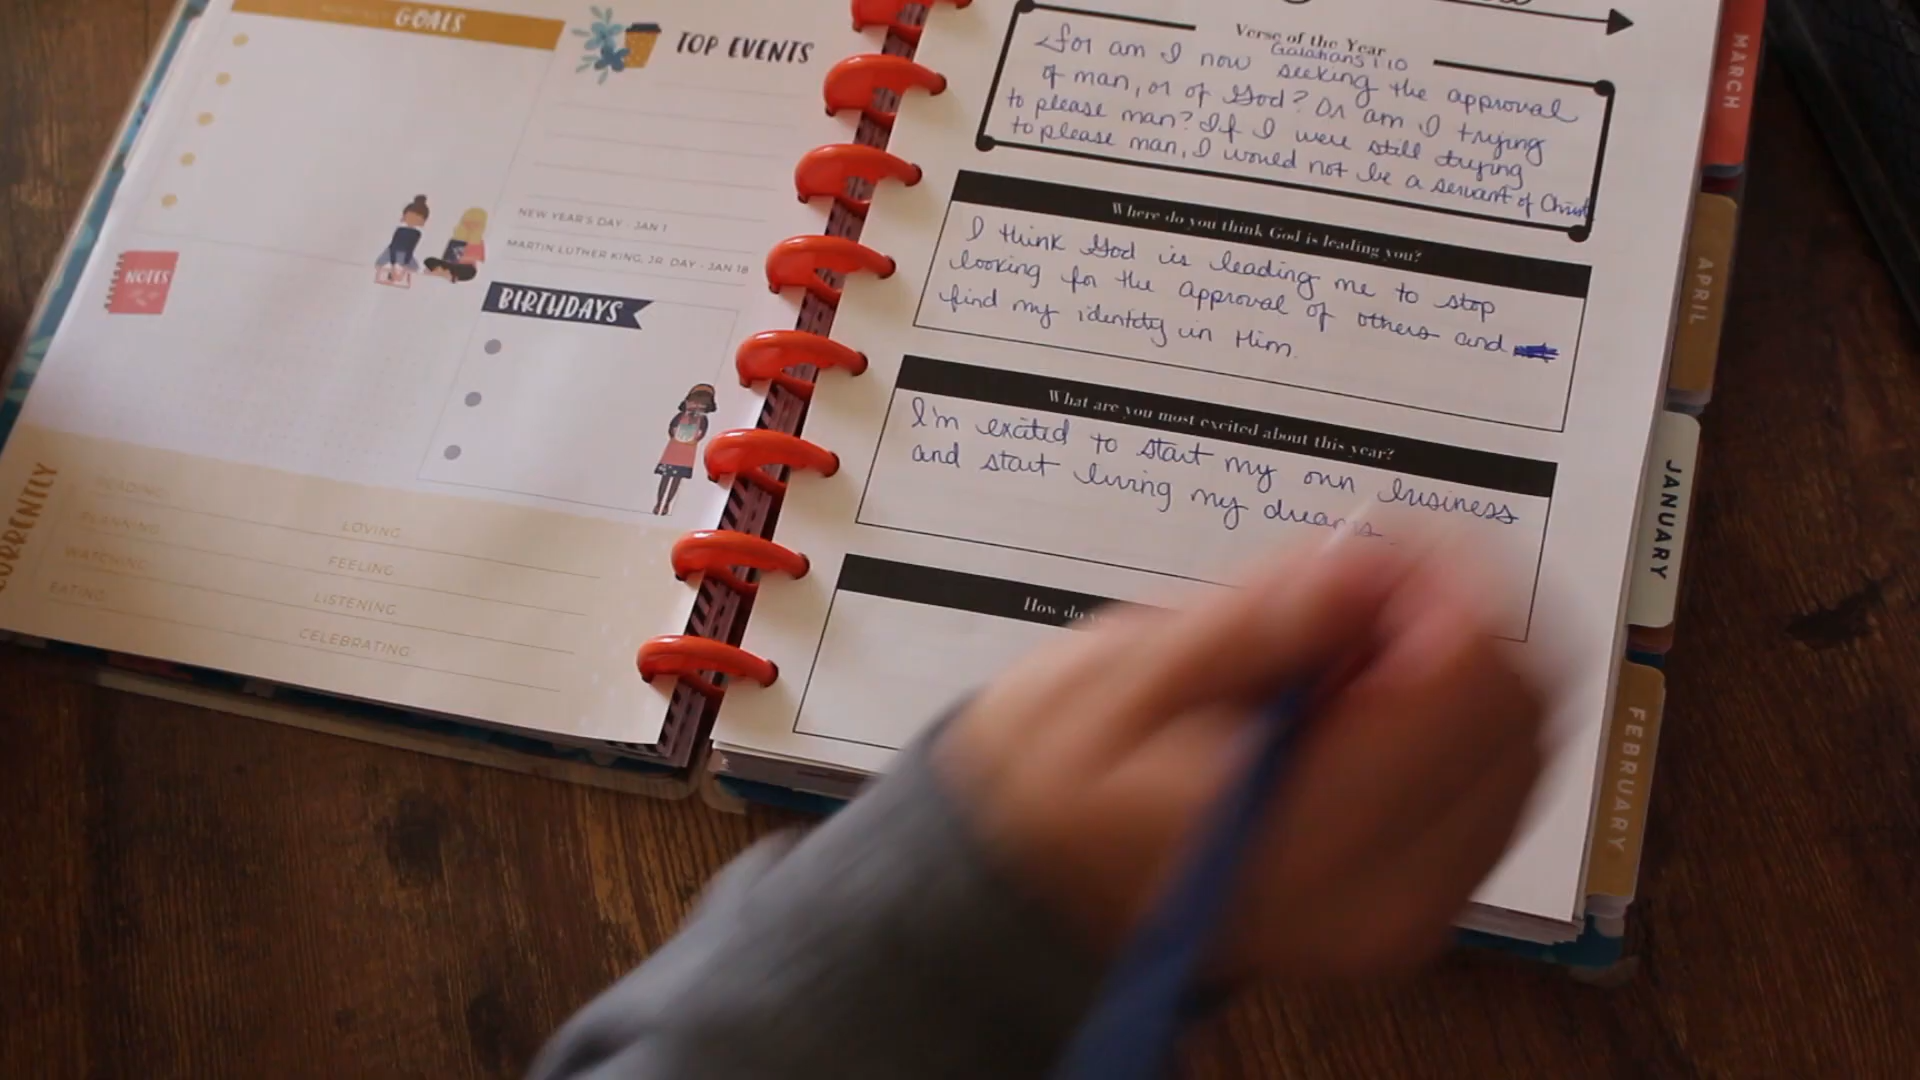 GOALS
TOP EVENTS
NEW YEAR'S DAY - JAN 1
MARTIN LUTHER KING, JR. DAY - JAN 18
NOTES
BIRTHDAYS
CURRENTLY
READING:
PLANNING:
WATCHING:
EATING:
LOVING:
FEELING:
LISTENING:
CELEBRATING:
Verse of the Year
Galatians 1:10
For am I now seeking the approval
of man, or of God? Or am I trying
to please man? If I were still trying
to please man, I would not be a servant of Christ.
Where do you think God is leading you?
I think God is leading me to stop
looking for the approval of others and
find my identity in Him.
What are you most excited about this year?
I'm excited to start my own business
and start living my dreams.
How do
MARCH
APRIL
JANUARY
FEBRUARY